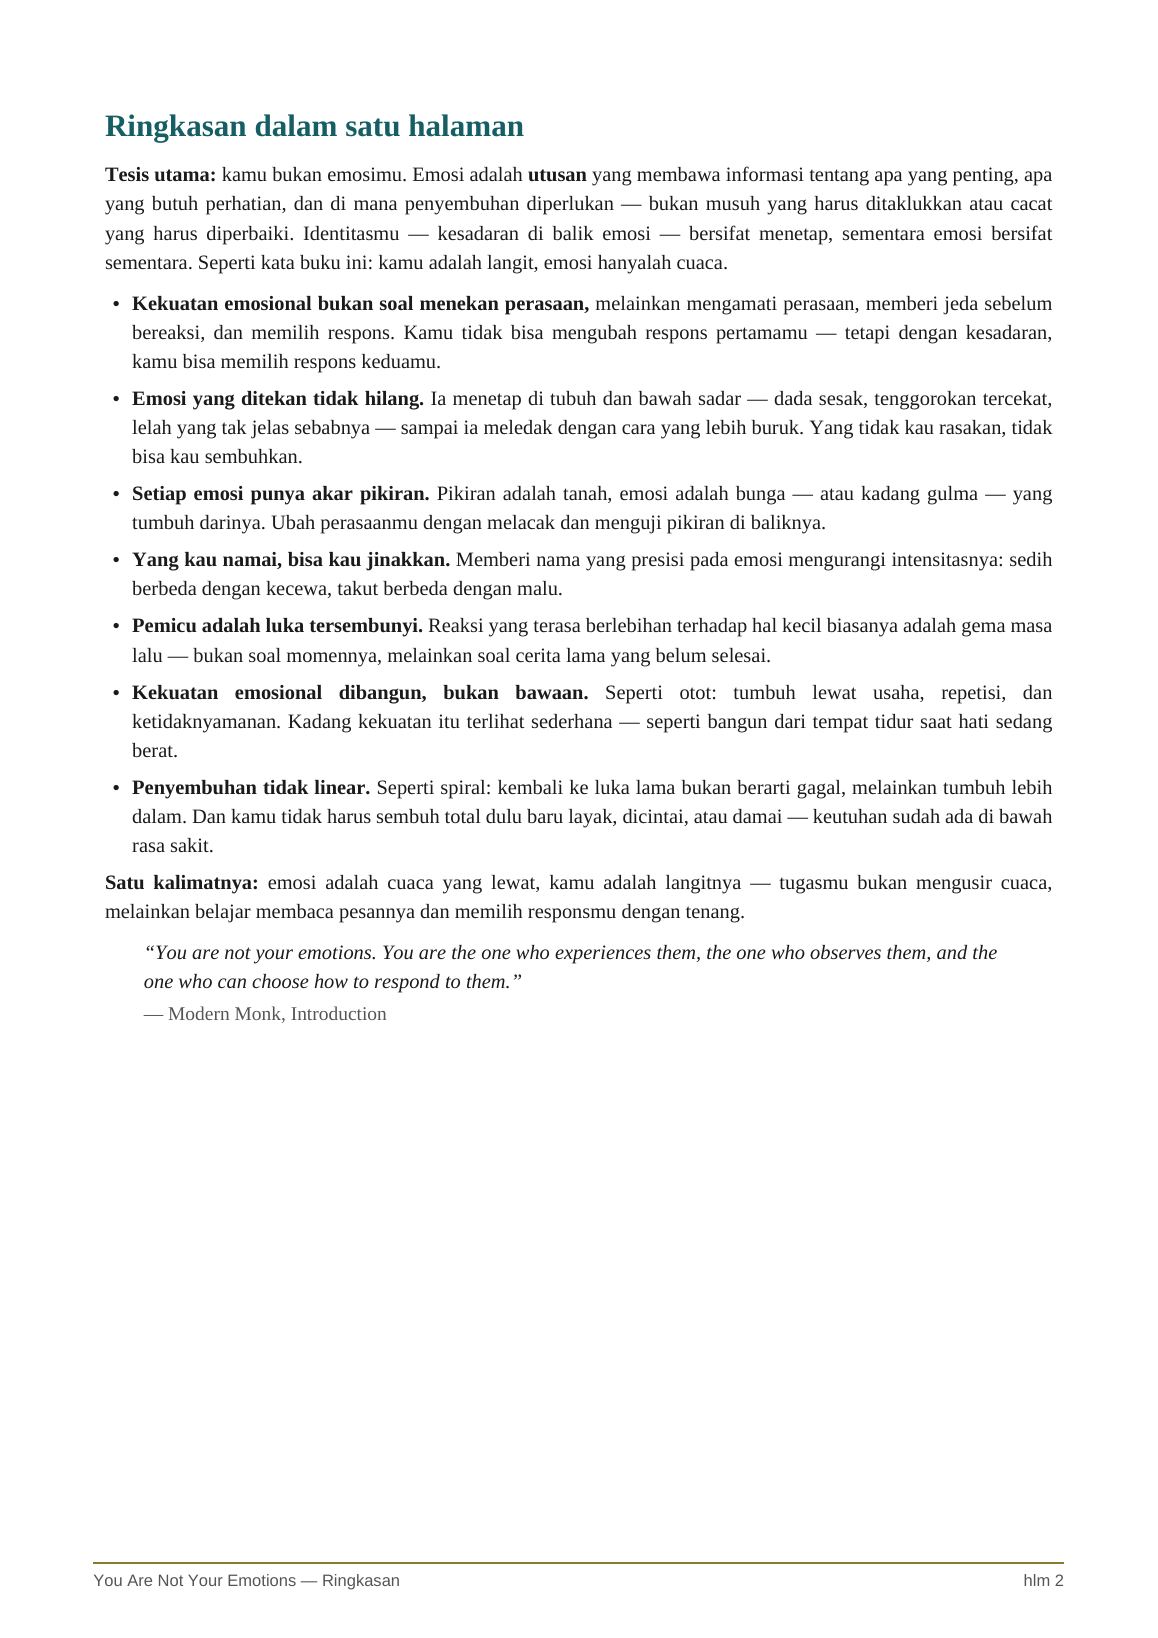 Ringkasan dalam satu halaman
Tesis utama: kamu bukan emosimu. Emosi adalah utusan yang membawa informasi tentang apa yang penting, apa
yang butuh perhatian, dan di mana penyembuhan diperlukan — bukan musuh yang harus ditaklukkan atau cacat
yang harus diperbaiki. Identitasmu — kesadaran di balik emosi — bersifat menetap, sementara emosi bersifat
sementara. Seperti kata buku ini: kamu adalah langit, emosi hanyalah cuaca.
• Kekuatan emosional bukan soal menekan perasaan, melainkan mengamati perasaan, memberi jeda sebelum
bereaksi, dan memilih respons. Kamu tidak bisa mengubah respons pertamamu — tetapi dengan kesadaran,
kamu bisa memilih respons keduamu.
• Emosi yang ditekan tidak hilang. Ia menetap di tubuh dan bawah sadar — dada sesak, tenggorokan tercekat,
lelah yang tak jelas sebabnya — sampai ia meledak dengan cara yang lebih buruk. Yang tidak kau rasakan, tidak
bisa kau sembuhkan.
• Setiap emosi punya akar pikiran. Pikiran adalah tanah, emosi adalah bunga — atau kadang gulma — yang
tumbuh darinya. Ubah perasaanmu dengan melacak dan menguji pikiran di baliknya.
• Yang kau namai, bisa kau jinakkan. Memberi nama yang presisi pada emosi mengurangi intensitasnya: sedih
berbeda dengan kecewa, takut berbeda dengan malu.
• Pemicu adalah luka tersembunyi. Reaksi yang terasa berlebihan terhadap hal kecil biasanya adalah gema masa
lalu — bukan soal momennya, melainkan soal cerita lama yang belum selesai.
• Kekuatan emosional dibangun, bukan bawaan. Seperti otot: tumbuh lewat usaha, repetisi, dan
ketidaknyamanan. Kadang kekuatan itu terlihat sederhana — seperti bangun dari tempat tidur saat hati sedang
berat.
• Penyembuhan tidak linear. Seperti spiral: kembali ke luka lama bukan berarti gagal, melainkan tumbuh lebih
dalam. Dan kamu tidak harus sembuh total dulu baru layak, dicintai, atau damai — keutuhan sudah ada di bawah
rasa sakit.
Satu kalimatnya: emosi adalah cuaca yang lewat, kamu adalah langitnya — tugasmu bukan mengusir cuaca,
melainkan belajar membaca pesannya dan memilih responsmu dengan tenang.
“You are not your emotions. You are the one who experiences them, the one who observes them, and the
one who can choose how to respond to them.”
— Modern Monk, Introduction
You Are Not Your Emotions — Ringkasan
hlm 2